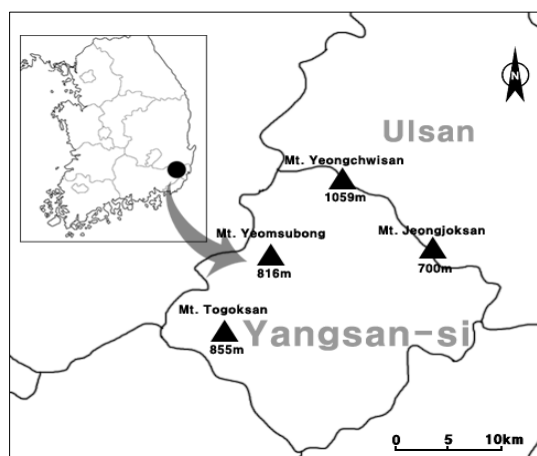 N
Ulsan
Mt. Yeongchwisan
1059m
Mt. Yeomsubong
816m
Mt. Jeongjoksan
700m
Mt. Togoksan
855m
Yangsan-si
0 5 10km